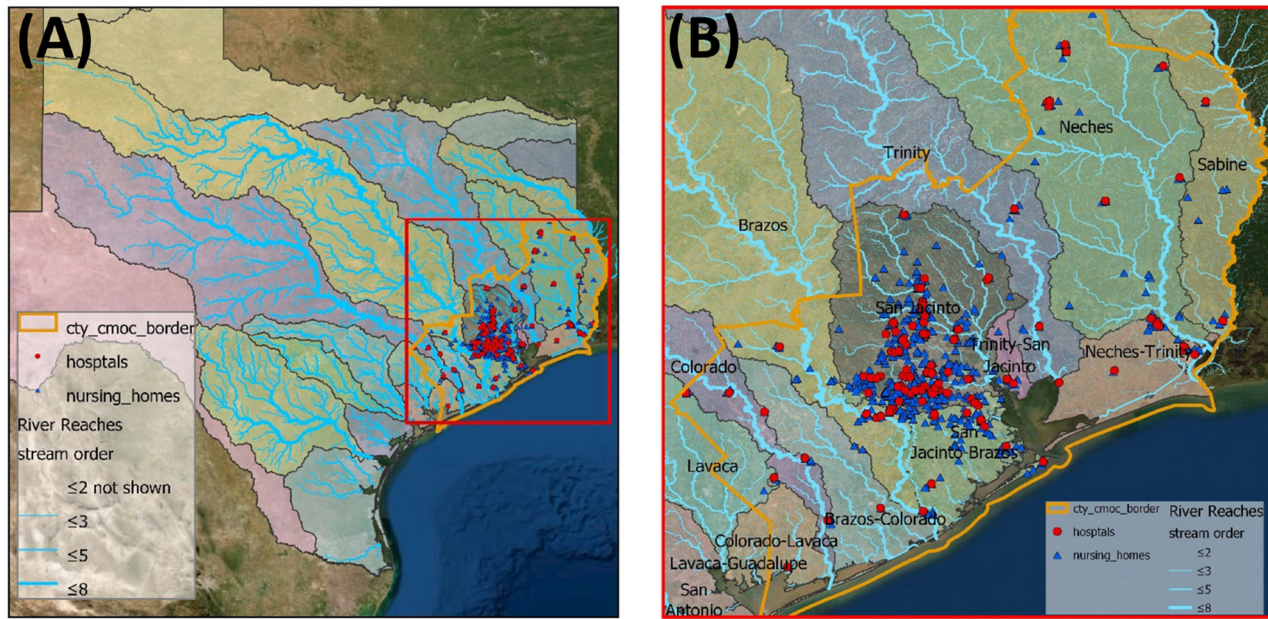 (A)
cty_cmoc_border
hosptals
nursing_homes
River Reaches
stream order
≤2 not shown
≤3
≤5
≤8
(B)
Neches
Trinity
Sabine
Brazos
San Jacinto
Trinity-San
Jacinto
Neches-Trinity
Colorado
San
Jacinto-Brazos
Lavaca
Brazos-Colorado
Colorado-Lavaca
Lavaca-Guadalupe
San
Antonio
cty_cmoc_border
hosptals
nursing_homes
River Reaches
stream order
≤2
≤3
≤5
≤8